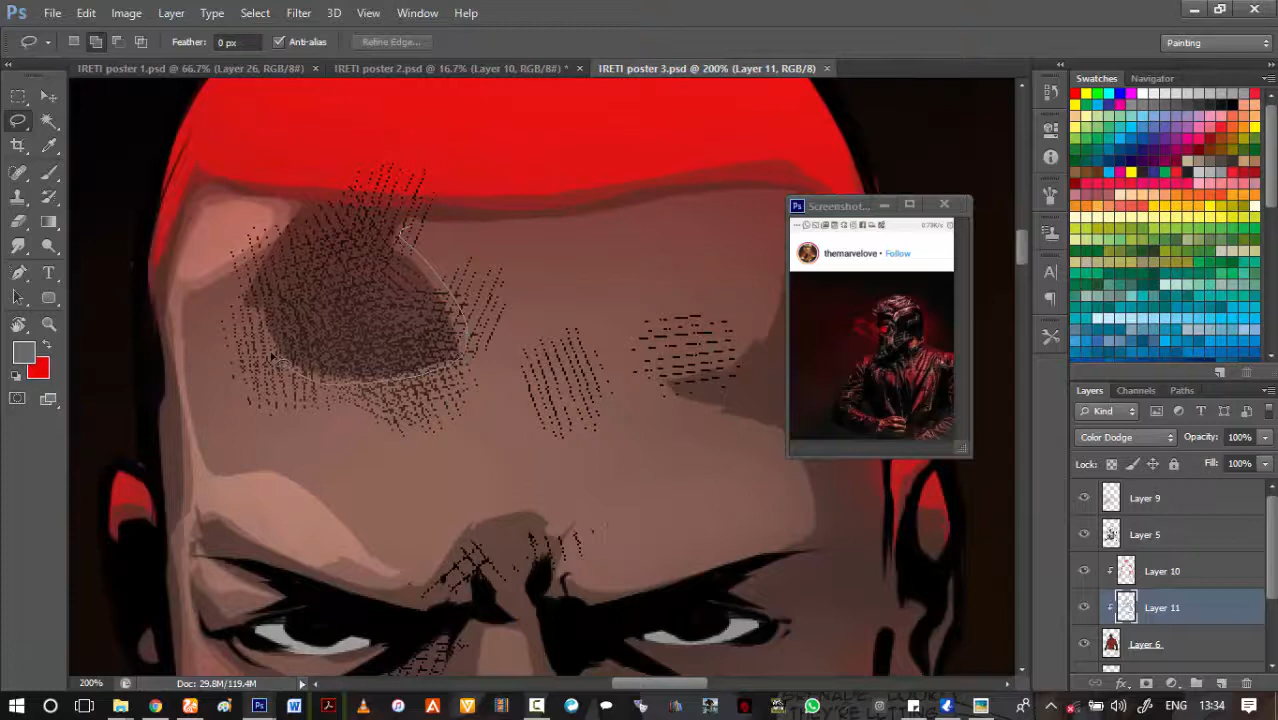 Ps File Edit Image Layer Type Select Filter 3D View Window Help
Feather: 0 px Anti-alias Refine Edge... Painting
IRETI poster 1.psd @ 66.7% (Layer 26, RGB/8#) × IRETI poster 2.psd @ 16.7% (Layer 10, RGB/8#) * × IRETI poster 3.psd @ 200% (Layer 11, RGB/8) ×
Swatches Navigator
Ps Screenshot...
0.73K/s
themarvelove • Follow
Layers Channels Paths
Kind
Color Dodge Opacity: 100%
Lock: Fill: 100%
Layer 9
Layer 5
Layer 10
Layer 11
Layer 6
200% Doc: 29.8M/119.4M
ENG 13:34